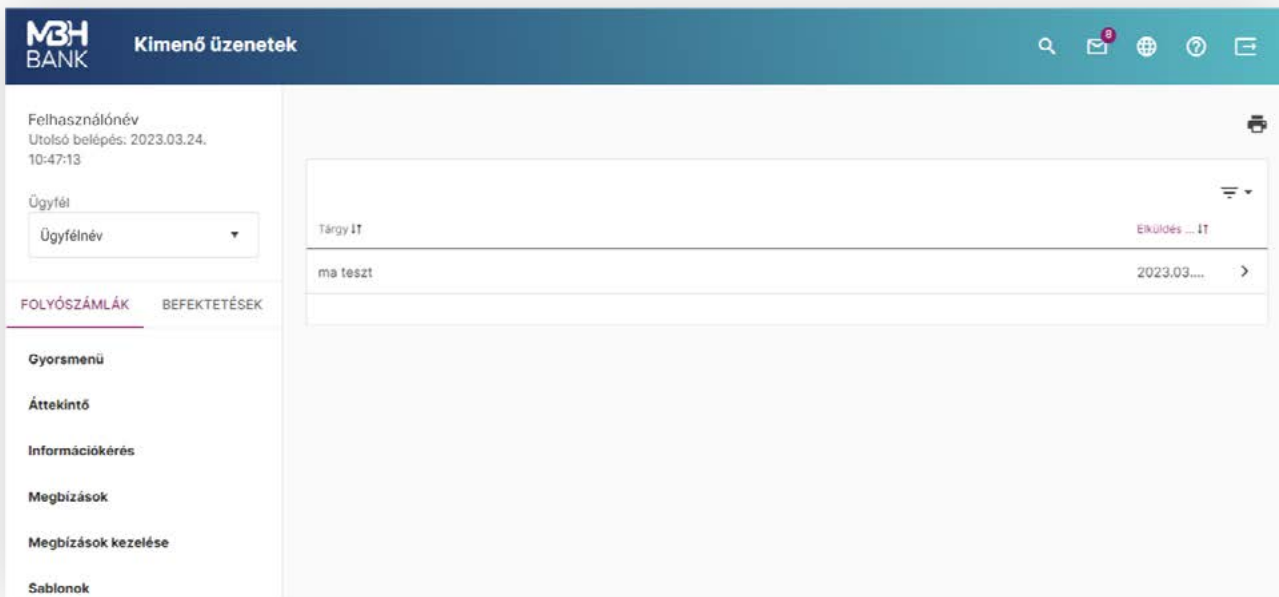 MBH
BANK
Kimenő üzenetek
8
Felhasználónév
Utolsó belépés: 2023.03.24.
10:47:13
Ügyfél
Ügyfélnév
FOLYÓSZÁMLÁK BEFEKTETÉSEK
Gyorsmenü
Áttekintő
Információkérés
Megbízások
Megbízások kezelése
Sablonok
Tárgy Elküldés ...
ma teszt 2023.03....